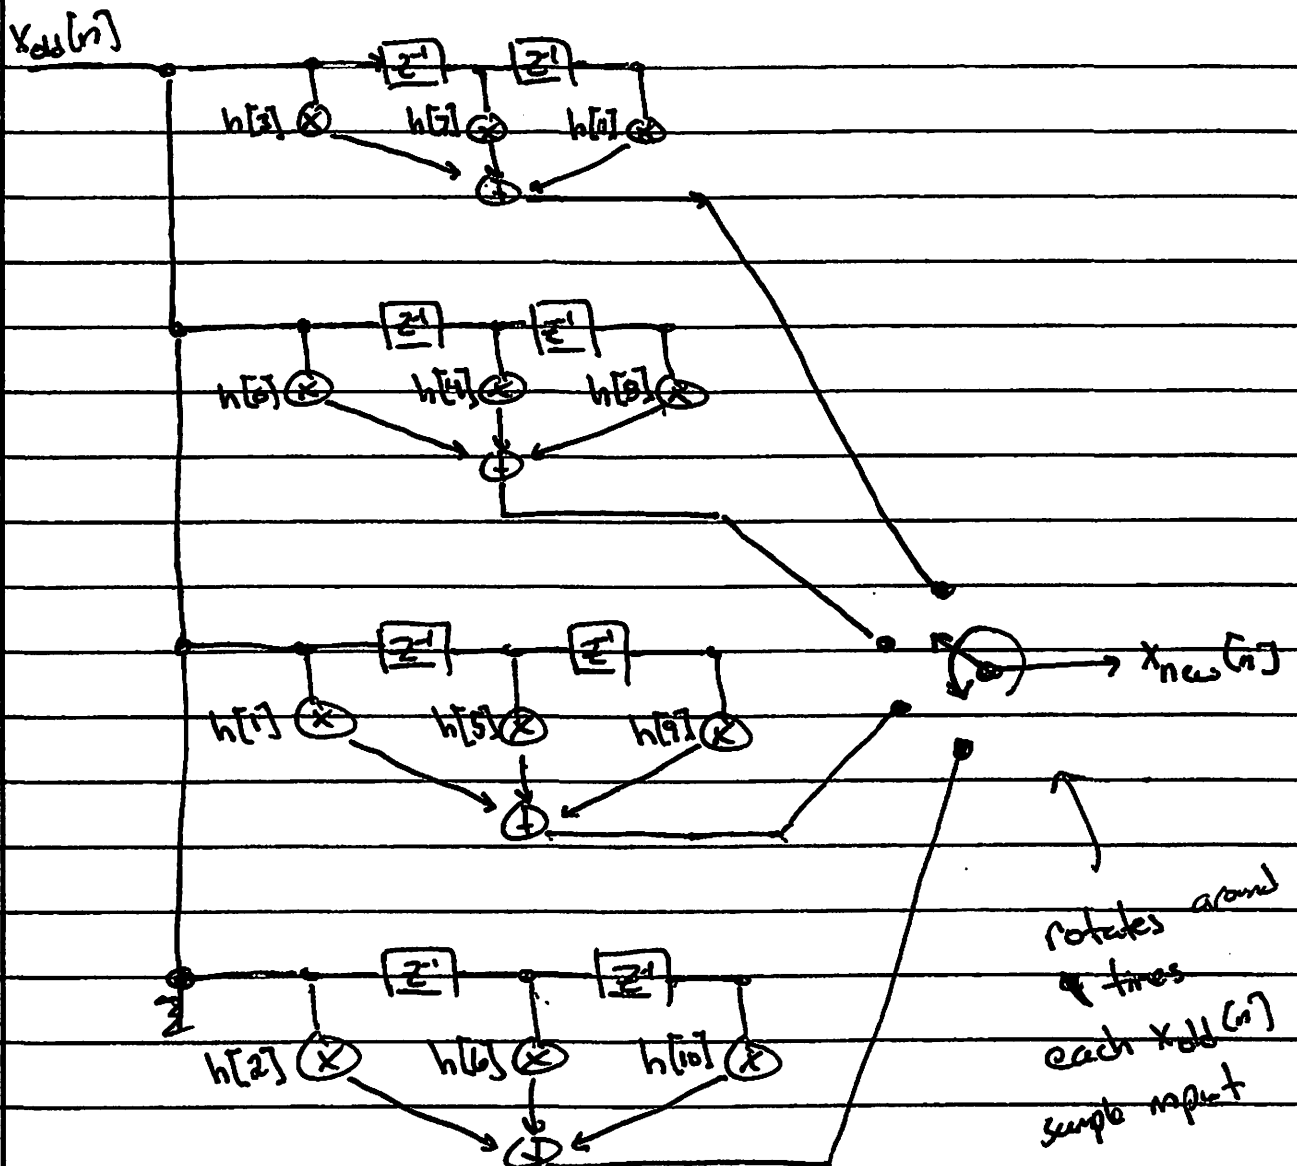 x_old[n]
z⁻¹ z⁻¹
h[3] h[7] h[11]
z⁻¹ z⁻¹
h[0] h[4] h[8]
z⁻¹ z⁻¹
x_new[n]
h[1] h[5] h[9]
rotates around
4 times
z⁻¹ z⁻¹
each x_old[n]
h[2] h[6] h[10]
sample input